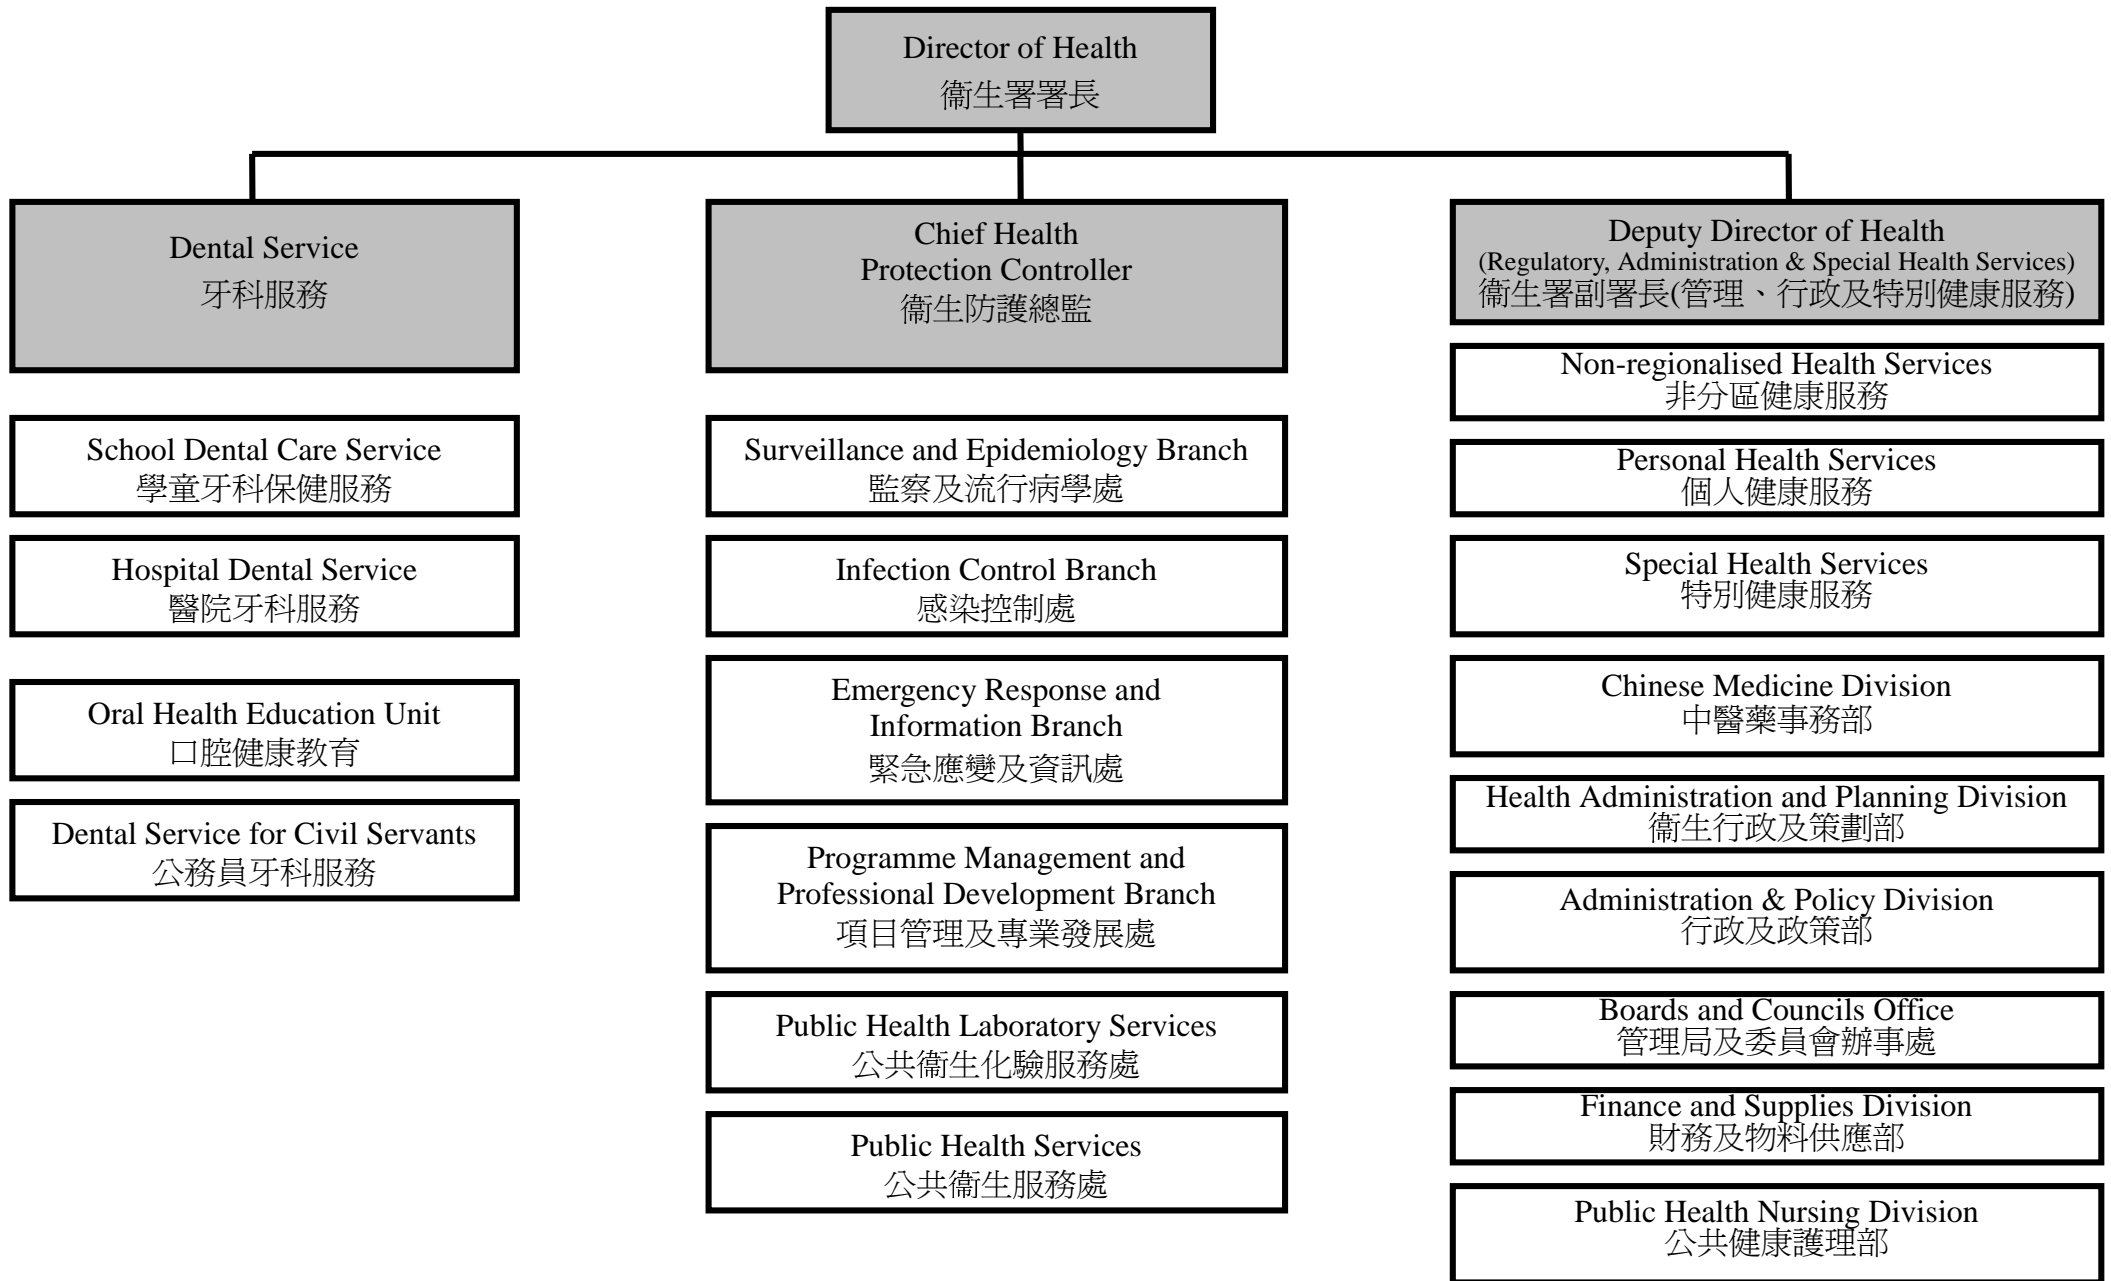 Director of Health
衞生署署長
Dental Service
牙科服務
School Dental Care Service
學童牙科保健服務
Hospital Dental Service
醫院牙科服務
Oral Health Education Unit
口腔健康教育
Dental Service for Civil Servants
公務員牙科服務
Chief Health
Protection Controller
衞生防護總監
Surveillance and Epidemiology Branch
監察及流行病學處
Infection Control Branch
感染控制處
Emergency Response and
Information Branch
緊急應變及資訊處
Programme Management and
Professional Development Branch
項目管理及專業發展處
Public Health Laboratory Services
公共衞生化驗服務處
Public Health Services
公共衞生服務處
Deputy Director of Health
(Regulatory, Administration & Special Health Services)
衞生署副署長(管理、行政及特別健康服務)
Non-regionalised Health Services
非分區健康服務
Personal Health Services
個人健康服務
Special Health Services
特別健康服務
Chinese Medicine Division
中醫藥事務部
Health Administration and Planning Division
衞生行政及策劃部
Administration & Policy Division
行政及政策部
Boards and Councils Office
管理局及委員會辦事處
Finance and Supplies Division
財務及物料供應部
Public Health Nursing Division
公共健康護理部